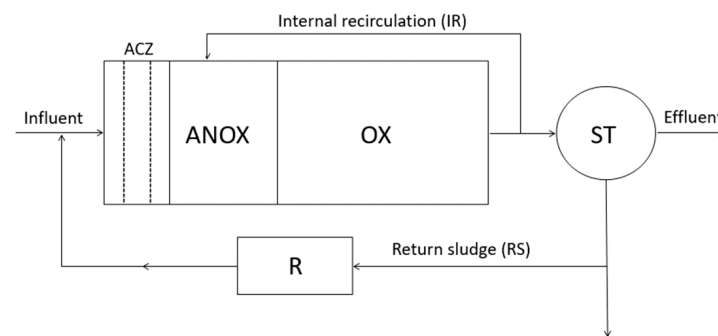 Internal recirculation (IR)
ACZ
Influent
ANOX
OX
ST
Effluent
Return sludge (RS)
R